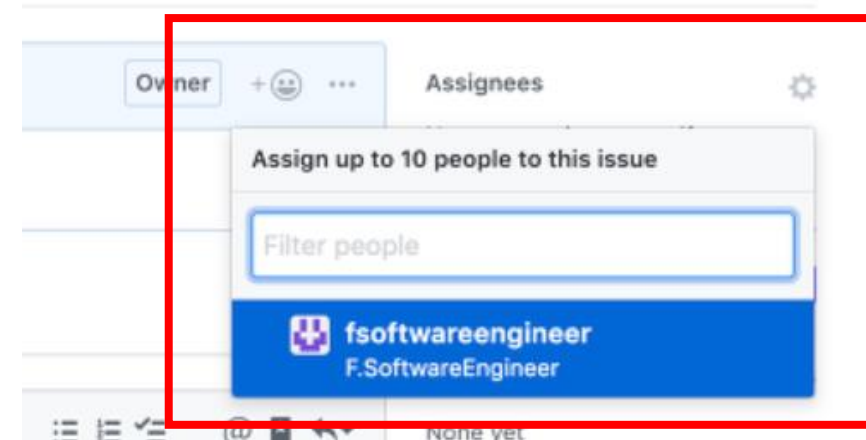 Owner
Assignees
Assign up to 10 people to this issue
Filter people
fsoftwareengineer
F.SoftwareEngineer
None yet